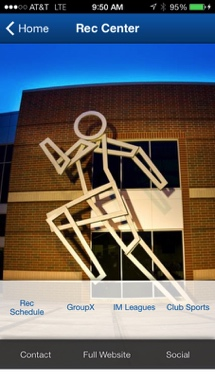 AT&T LTE 9:50 AM 95%
Home Rec Center
Rec Schedule GroupX IM Leagues Club Sports
Contact Full Website Social